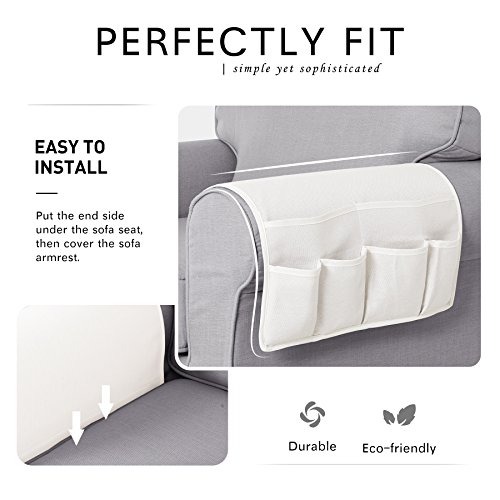 PERFECTLY FIT
| simple yet sophisticated
EASY TO
INSTALL
Put the end side
under the sofa seat,
then cover the sofa
armrest.
Durable
Eco-friendly